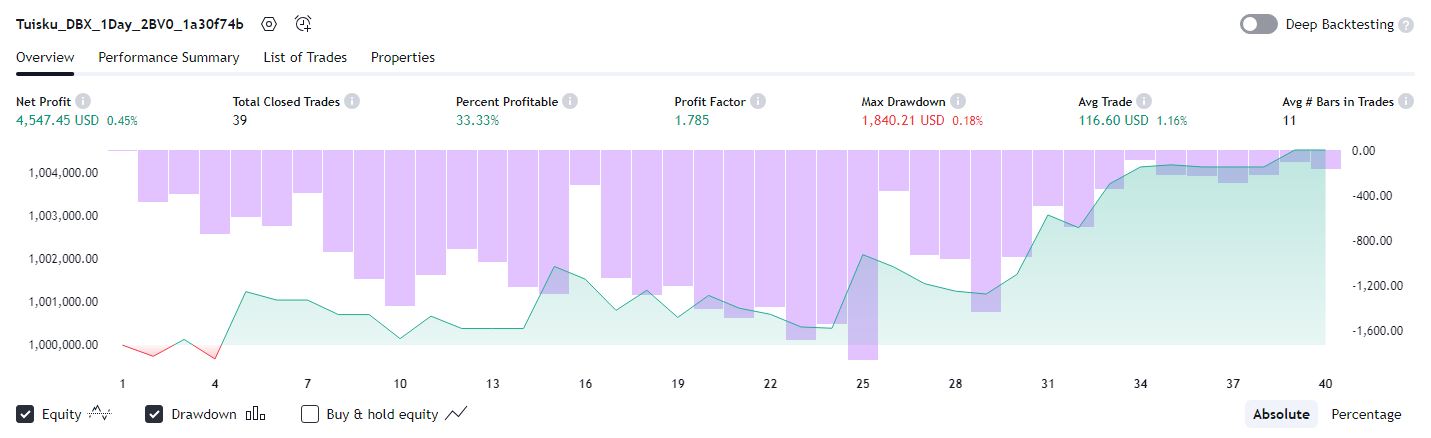 Tuisku_DBX_1Day_2BV0_1a30f74b
Deep Backtesting ?
Overview Performance Summary List of Trades Properties
Net Profit i Total Closed Trades i Percent Profitable i Profit Factor i Max Drawdown i Avg Trade i Avg # Bars in Trades i
4,547.45 USD 0.45% 39 33.33% 1.785 1,840.21 USD 0.18% 116.60 USD 1.16% 11
0.00
1,004,000.00
-400.00
1,003,000.00
-800.00
1,002,000.00
-1,200.00
1,001,000.00
-1,600.00
1,000,000.00
1 4 7 10 13 16 19 22 25 28 31 34 37 40
Equity Drawdown Buy & hold equity Absolute Percentage